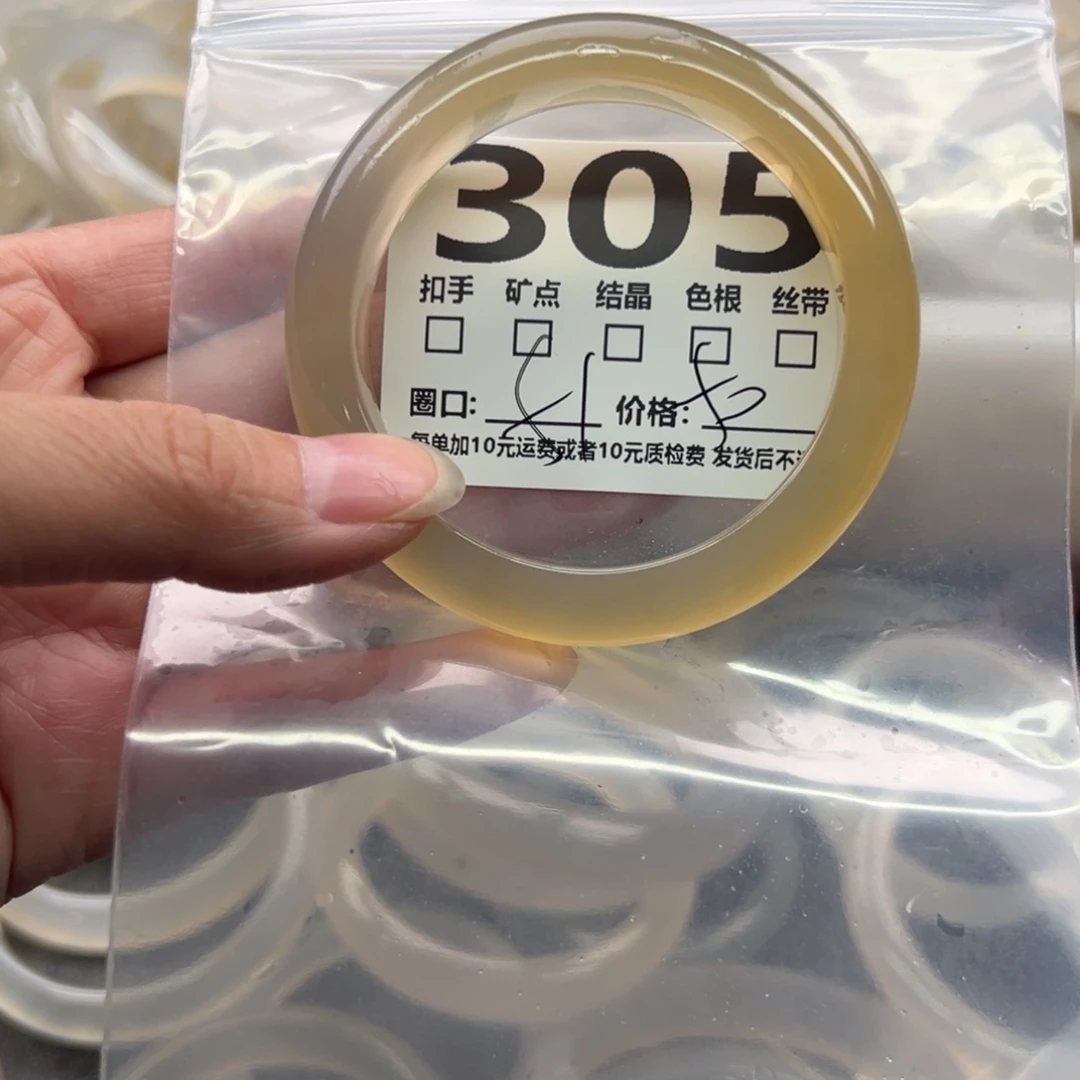 305
扣手 矿点 结晶 色根 丝带
圈口: 价格:
每单加10元运费或者10元质检费 发货后不